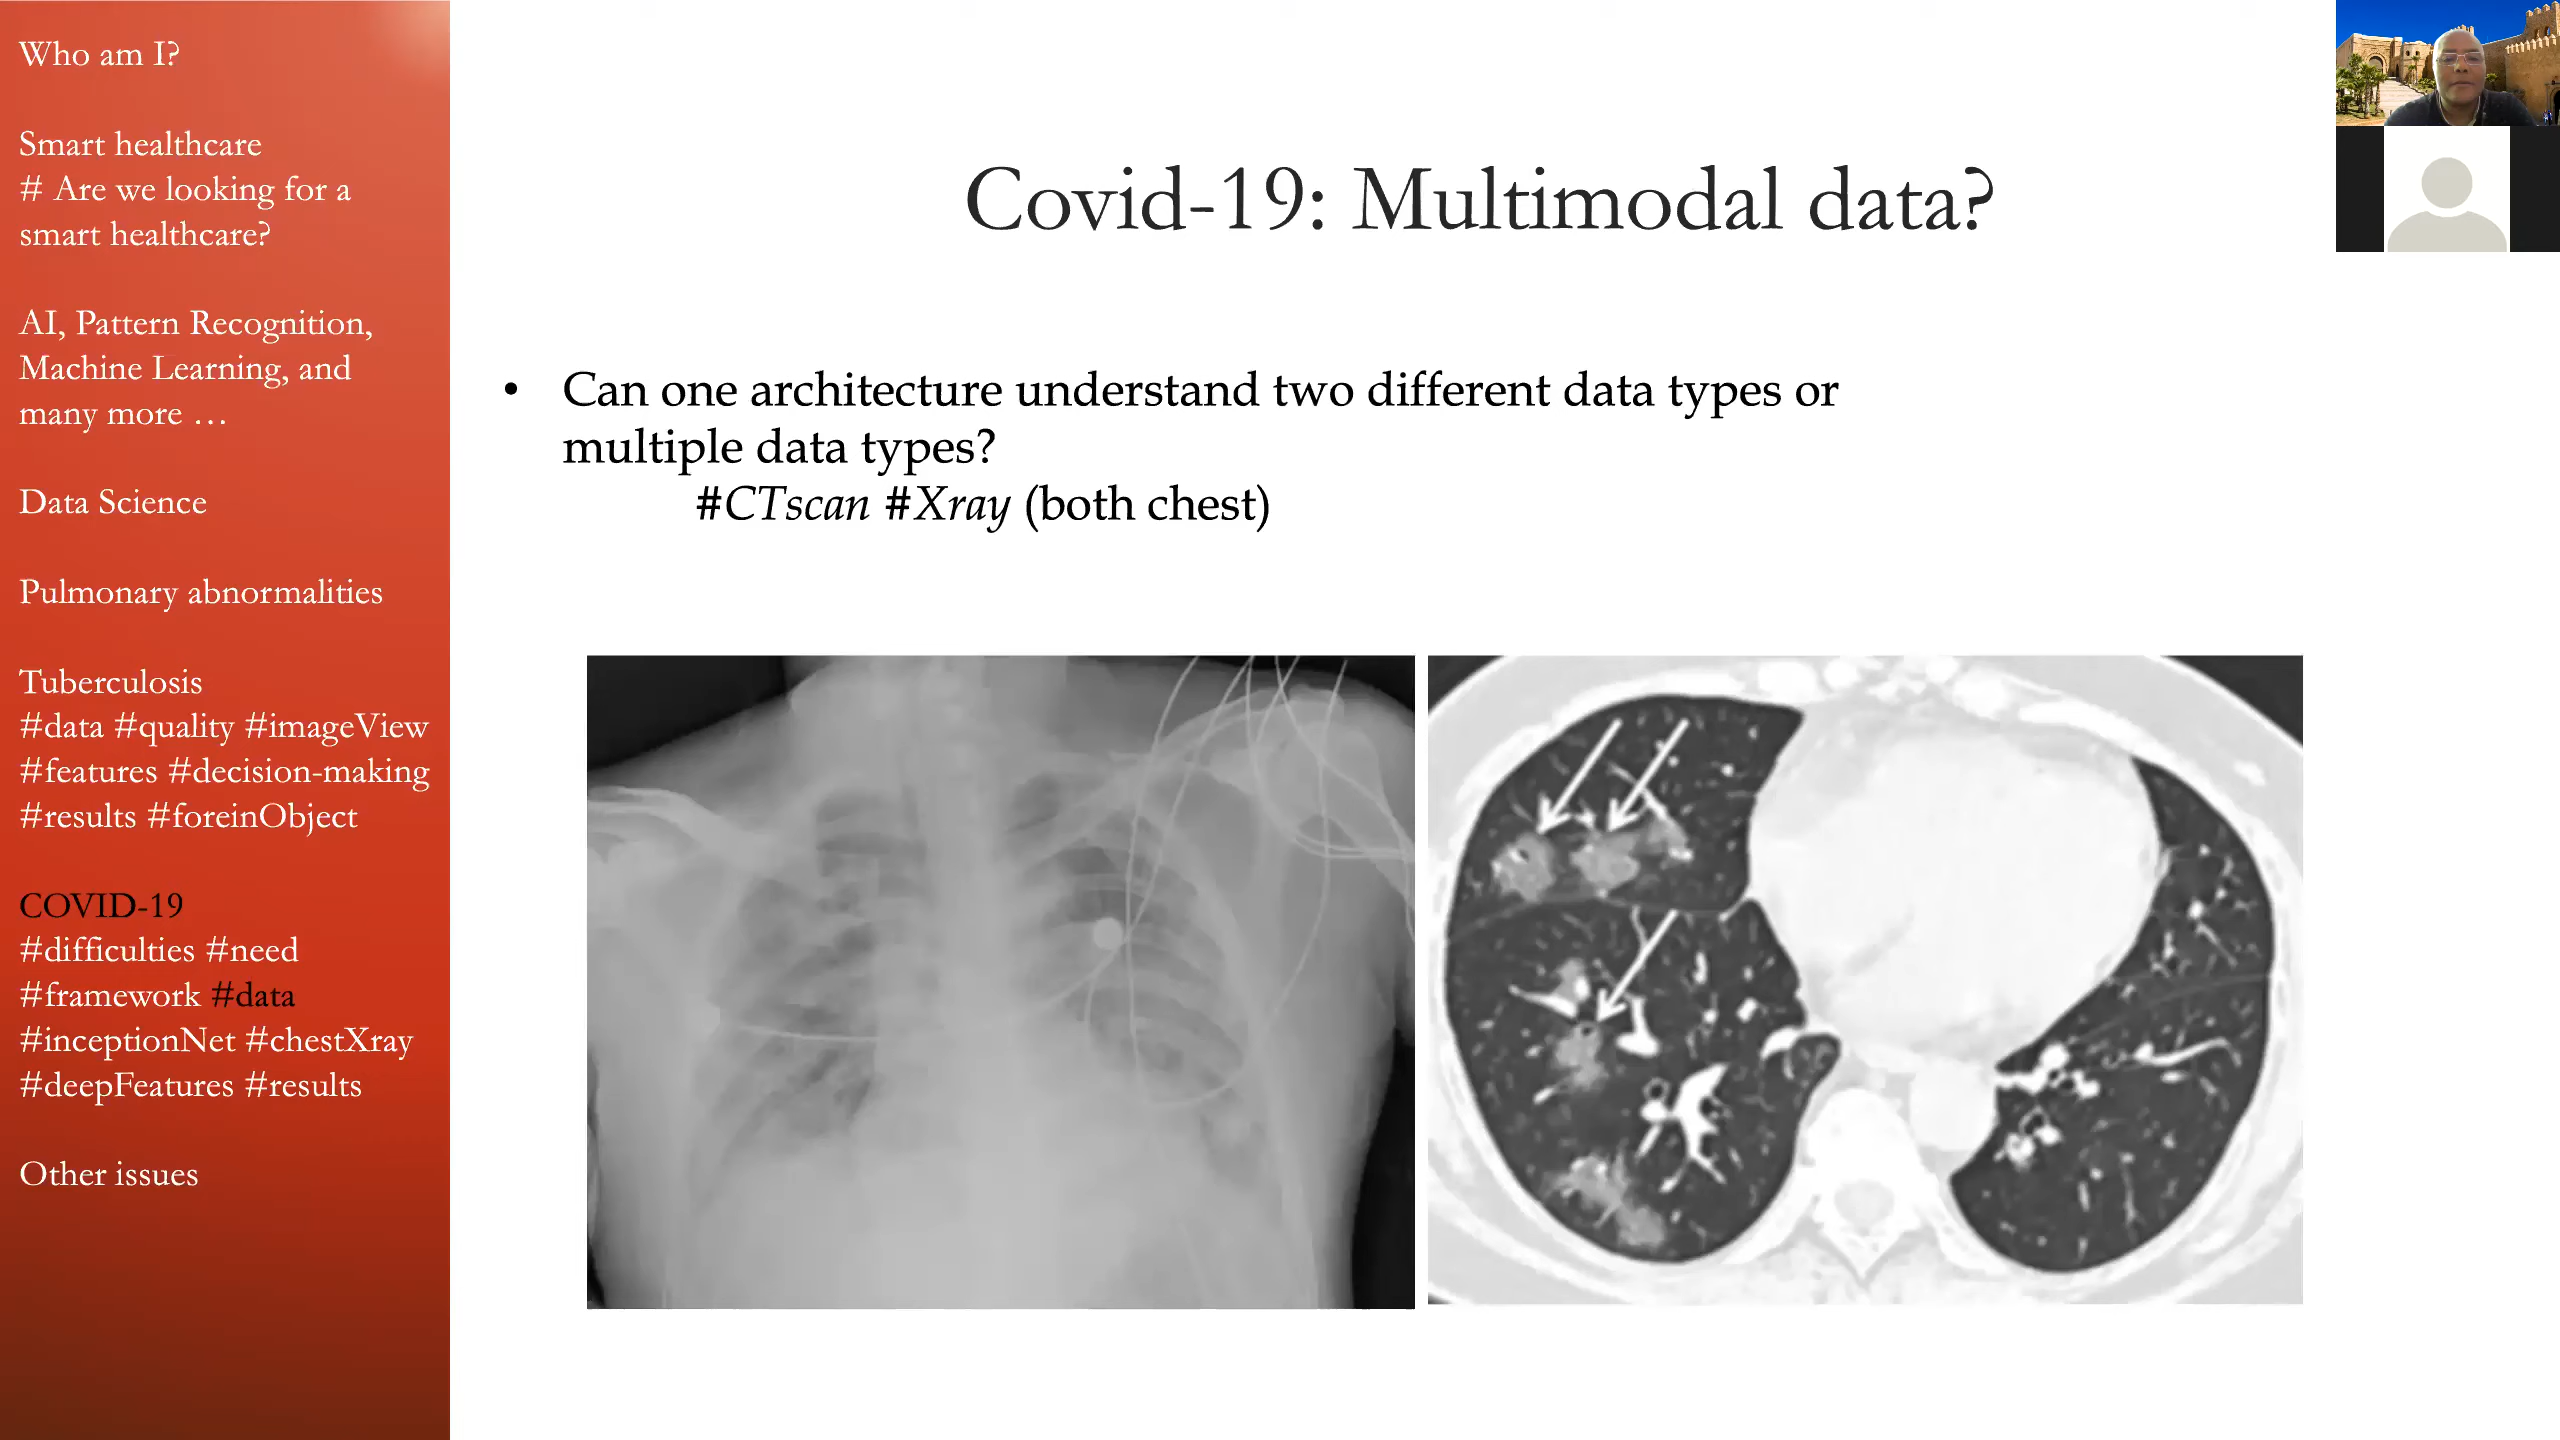 Who am I?
Smart healthcare
# Are we looking for a
smart healthcare?
AI, Pattern Recognition,
Machine Learning, and
many more …
Data Science
Pulmonary abnormalities
Tuberculosis
#data #quality #imageView
#features #decision-making
#results #foreinObject
COVID-19
#difficulties #need
#framework #data
#inceptionNet #chestXray
#deepFeatures #results
Other issues
Covid-19: Multimodal data?
• Can one architecture understand two different data types or
multiple data types?
#CTscan #Xray (both chest)